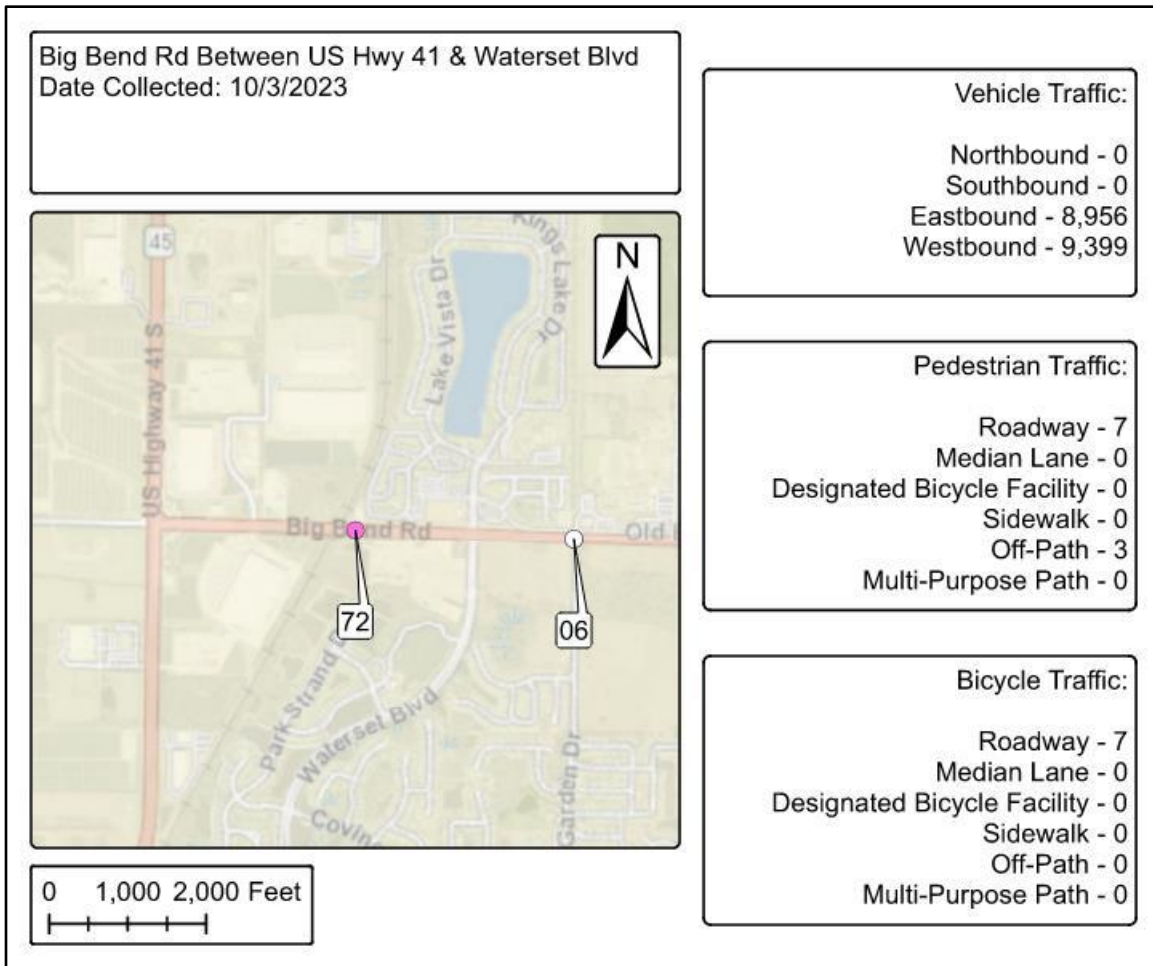 Big Bend Rd Between US Hwy 41 & Waterset Blvd
Date Collected: 10/3/2023
Vehicle Traffic:
Northbound - 0
Southbound - 0
Eastbound - 8,956
Westbound - 9,399
Pedestrian Traffic:
Roadway - 7
Median Lane - 0
Designated Bicycle Facility - 0
Sidewalk - 0
Off-Path - 3
Multi-Purpose Path - 0
Bicycle Traffic:
Roadway - 7
Median Lane - 0
Designated Bicycle Facility - 0
Sidewalk - 0
Off-Path - 0
Multi-Purpose Path - 0
45
Kings Lake Dr
N
Lake Vista Dr
US Highway 41 S
Big Bend Rd
Old
72
06
Park Strand D
Waterset Blvd
Garden Dr
Covin
0 1,000 2,000 Feet